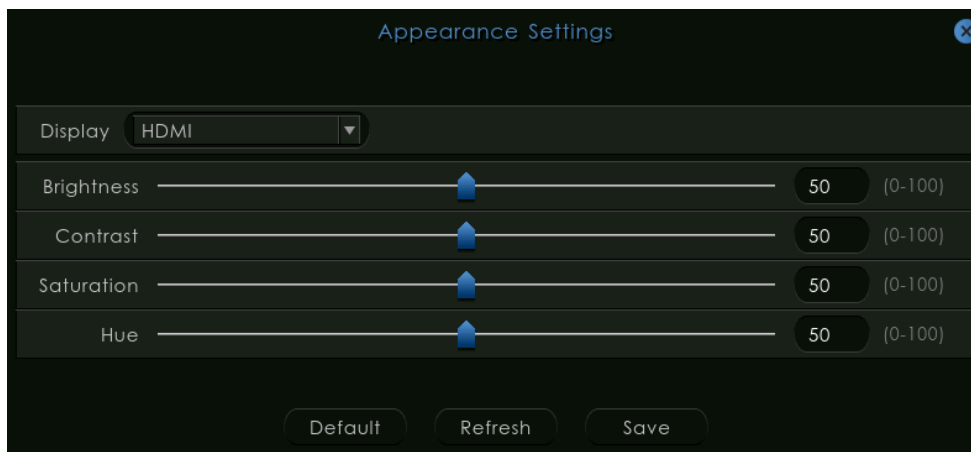 Appearance Settings
Display HDMI
Brightness 50 (0-100)
Contrast 50 (0-100)
Saturation 50 (0-100)
Hue 50 (0-100)
Default Refresh Save